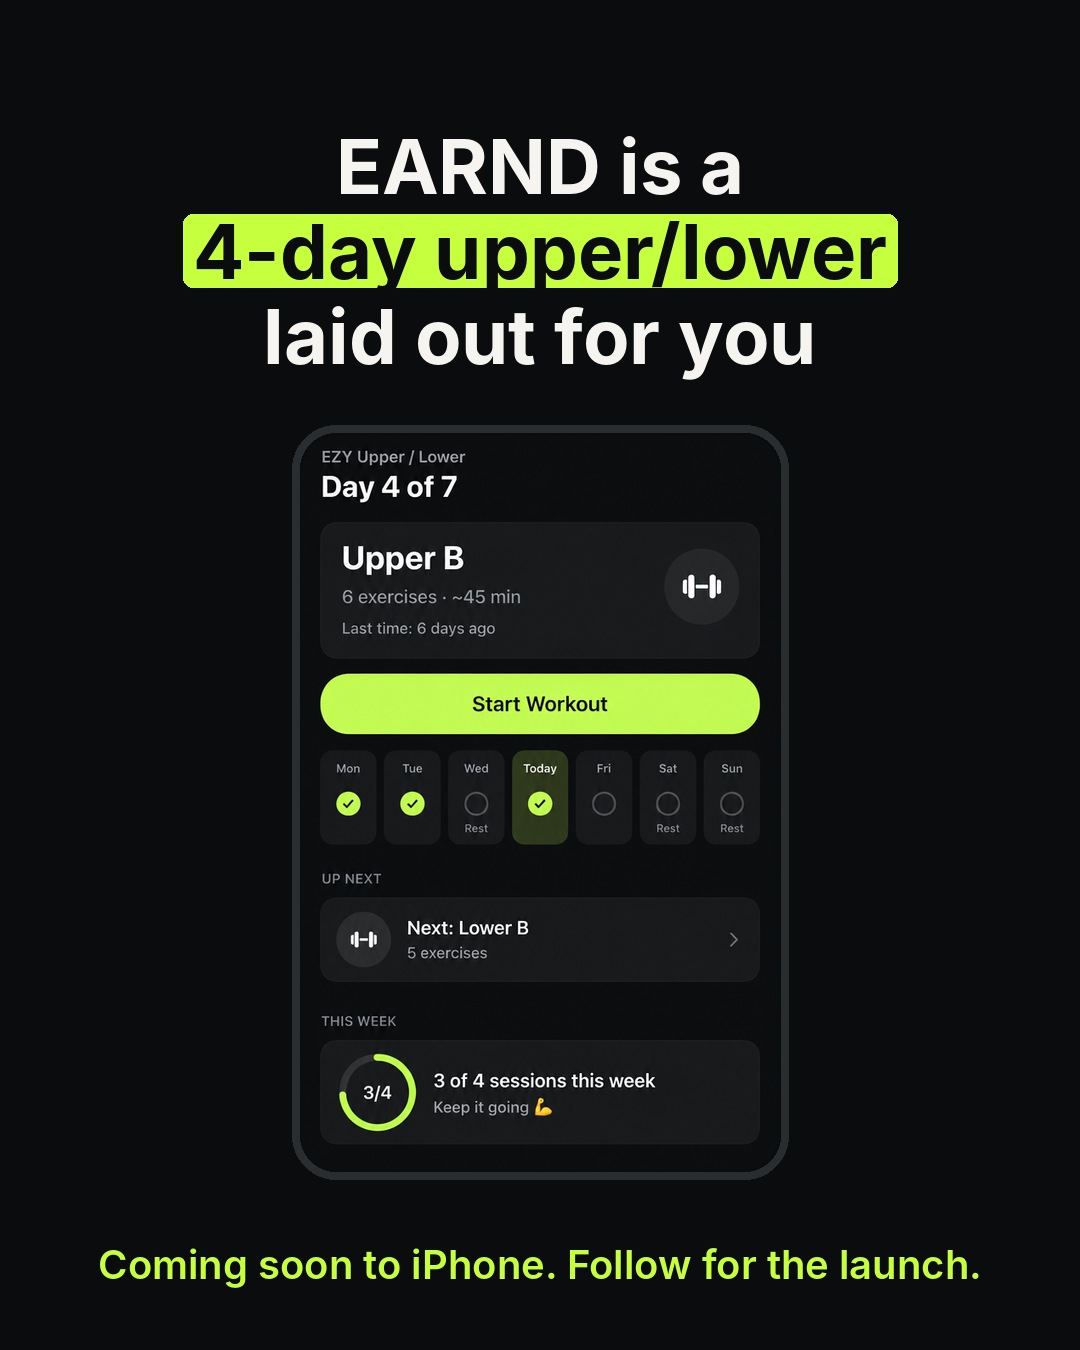 EARND is a
4-day upper/lower
laid out for you
EZY Upper / Lower
Day 4 of 7
Upper B
6 exercises · ~45 min
Last time: 6 days ago
Start Workout
Mon Tue Wed Today Fri Sat Sun
Rest Rest Rest
UP NEXT
Next: Lower B
5 exercises
THIS WEEK
3/4
3 of 4 sessions this week
Keep it going 💪
Coming soon to iPhone. Follow for the launch.